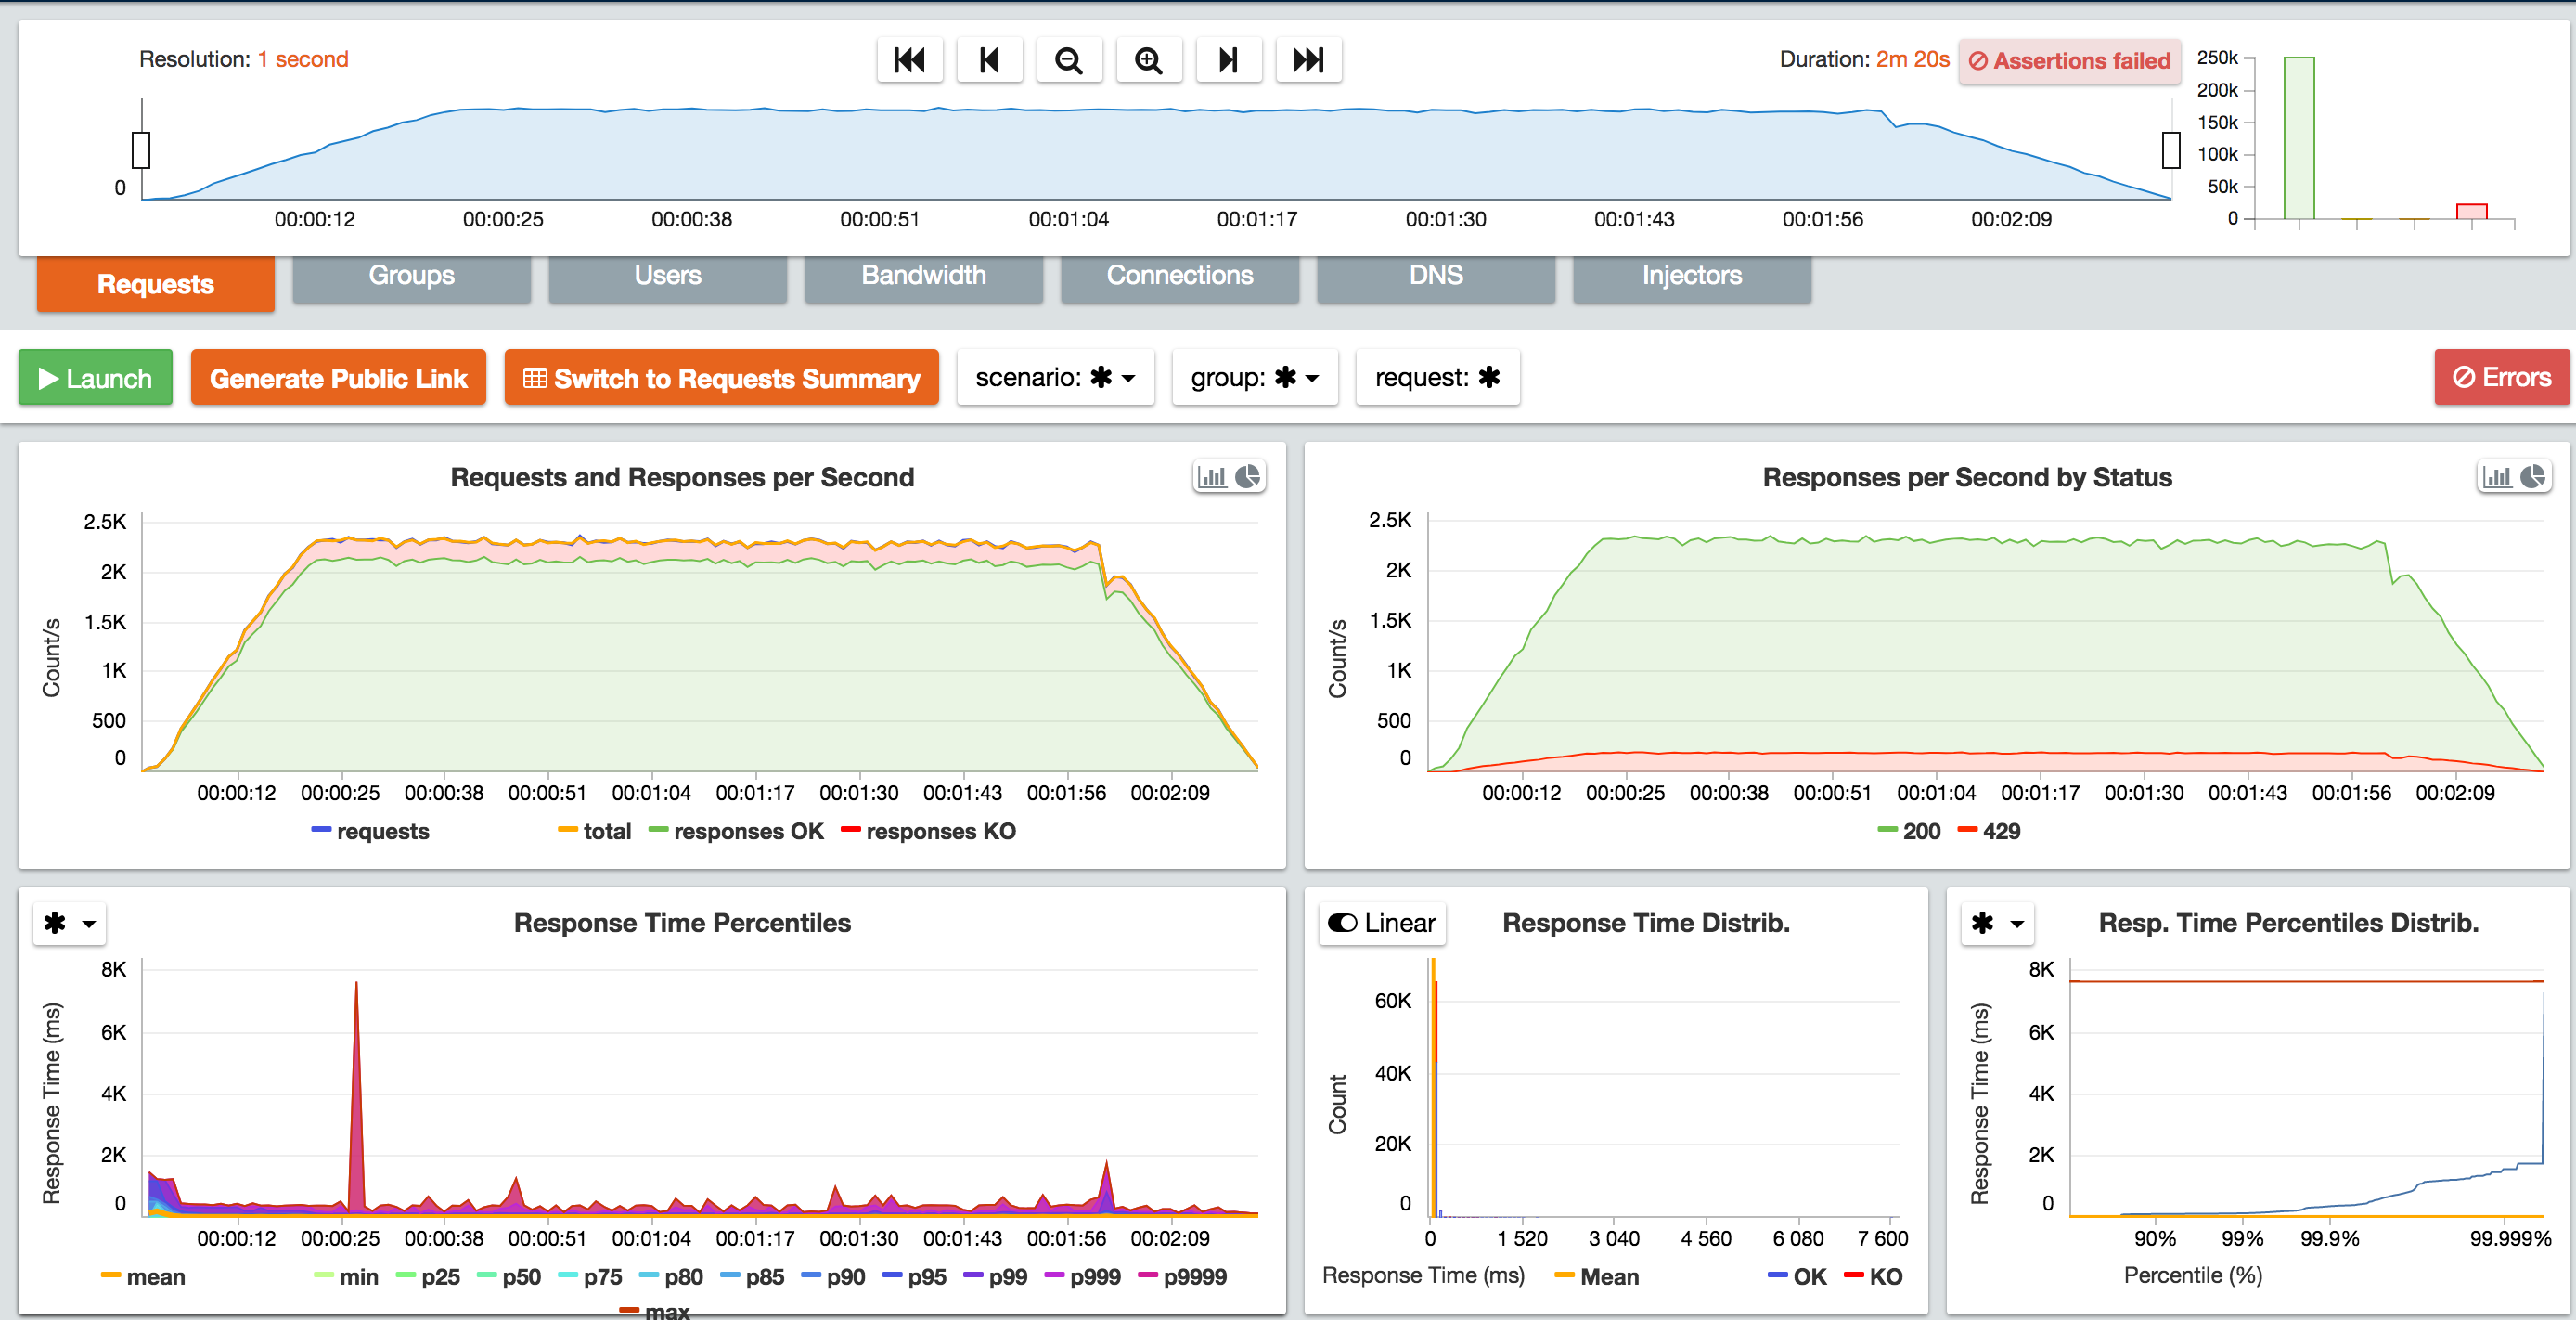 Resolution: 1 second
Duration: 2m 20s
Assertions failed
250k
200k
150k
100k
50k
0
0
00:00:12 00:00:25 00:00:38 00:00:51 00:01:04 00:01:17 00:01:30 00:01:43 00:01:56 00:02:09
Requests Groups Users Bandwidth Connections DNS Injectors
Launch Generate Public Link Switch to Requests Summary scenario: ✱ group: ✱ request: ✱ Errors
Requests and Responses per Second
2.5K
2K
1.5K
1K
500
0
Count/s
00:00:12 00:00:25 00:00:38 00:00:51 00:01:04 00:01:17 00:01:30 00:01:43 00:01:56 00:02:09
requests total responses OK responses KO
Responses per Second by Status
2.5K
2K
1.5K
1K
500
0
Count/s
00:00:12 00:00:25 00:00:38 00:00:51 00:01:04 00:01:17 00:01:30 00:01:43 00:01:56 00:02:09
200 429
✱ Response Time Percentiles
8K
6K
4K
2K
0
Response Time (ms)
00:00:12 00:00:25 00:00:38 00:00:51 00:01:04 00:01:17 00:01:30 00:01:43 00:01:56 00:02:09
mean min p25 p50 p75 p80 p85 p90 p95 p99 p999 p9999
max
Linear Response Time Distrib.
60K
40K
20K
0
Count
0 1 520 3 040 4 560 6 080 7 600
Response Time (ms) Mean OK KO
✱ Resp. Time Percentiles Distrib.
8K
6K
4K
2K
0
Response Time (ms)
90% 99% 99.9% 99.999%
Percentile (%)